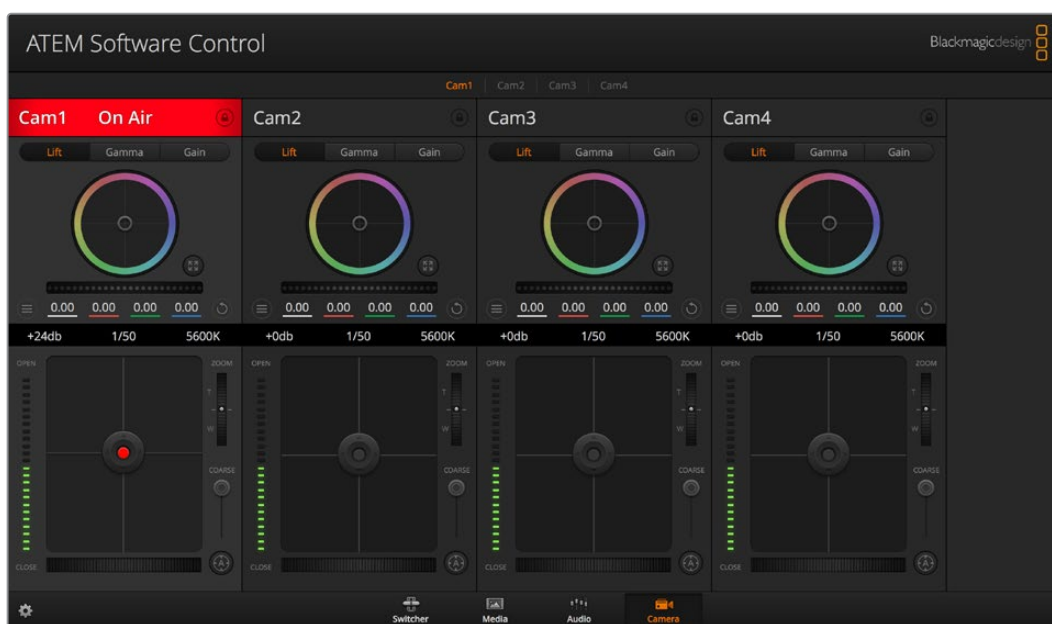 ATEM Software Control
Blackmagicdesign
Cam1 Cam2 Cam3 Cam4
Cam1 On Air Cam2 Cam3 Cam4
Lift Gamma Gain Lift Gamma Gain Lift Gamma Gain Lift Gamma Gain
0.00 0.00 0.00 0.00 0.00 0.00 0.00 0.00 0.00 0.00 0.00 0.00 0.00 0.00 0.00 0.00
+24db 1/50 5600K +0db 1/50 5600K +0db 1/50 5600K +0db 1/50 5600K
OPEN ZOOM OPEN ZOOM OPEN ZOOM OPEN ZOOM
T T T T
W W W W
COARSE COARSE COARSE COARSE
CLOSE A CLOSE A CLOSE A CLOSE A
Switcher Media Audio Camera